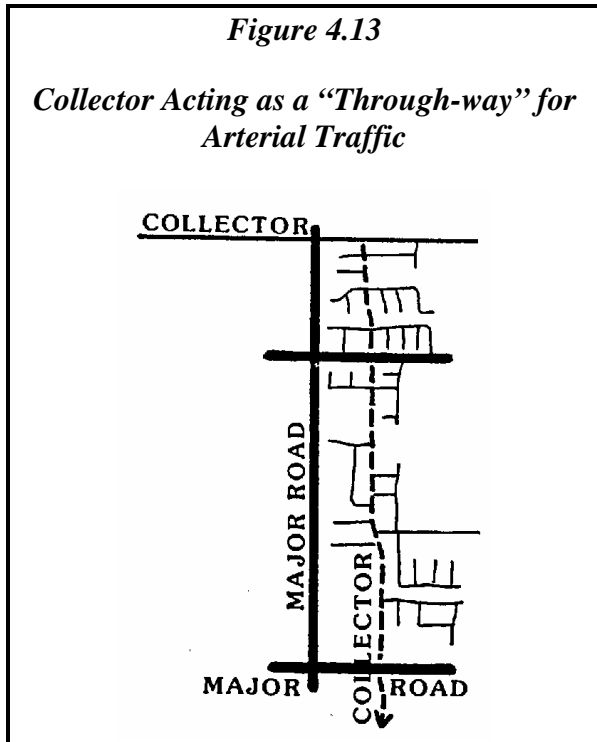 Figure 4.13
Collector Acting as a “Through-way” for
Arterial Traffic
COLLECTOR
MAJOR ROAD
COLLECTOR
MAJOR ROAD